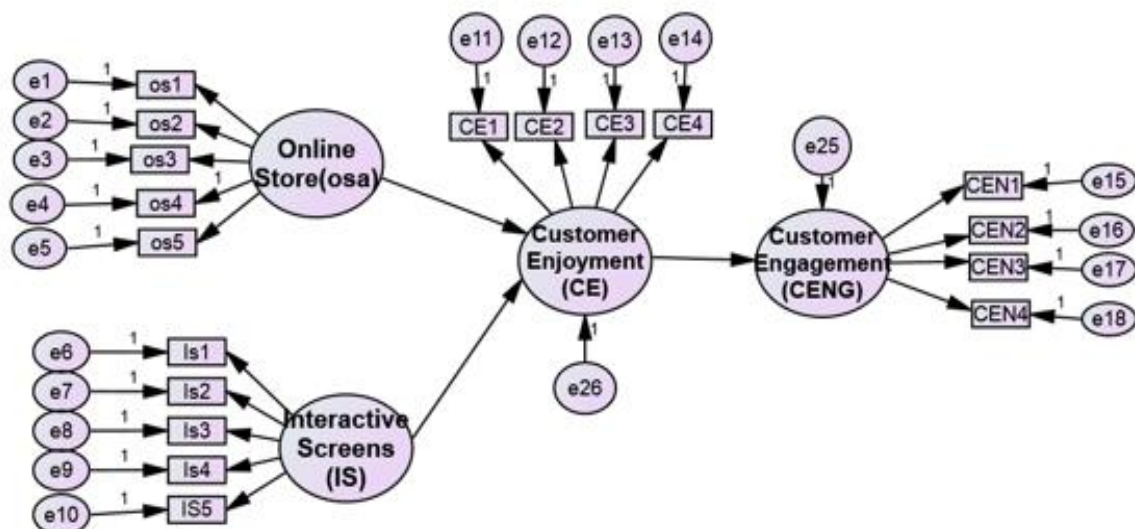 e11
e12
e13
e14
1
1
1
1
CE1
CE2
CE3
CE4
e1
1
os1
e2
1
os2
e3
1
os3
e4
1
os4
1
e5
os5
Online
Store(osa)
Customer
Enjoyment
(CE)
1
e26
e25
1
Customer
Engagement
(CENG)
CEN1
1
e15
CEN2
1
e16
CEN3
1
e17
CEN4
1
e18
e6
1
Is1
e7
1
Is2
e8
1
Is3
e9
1
Is4
e10
1
IS5
Interactive
Screens
(IS)